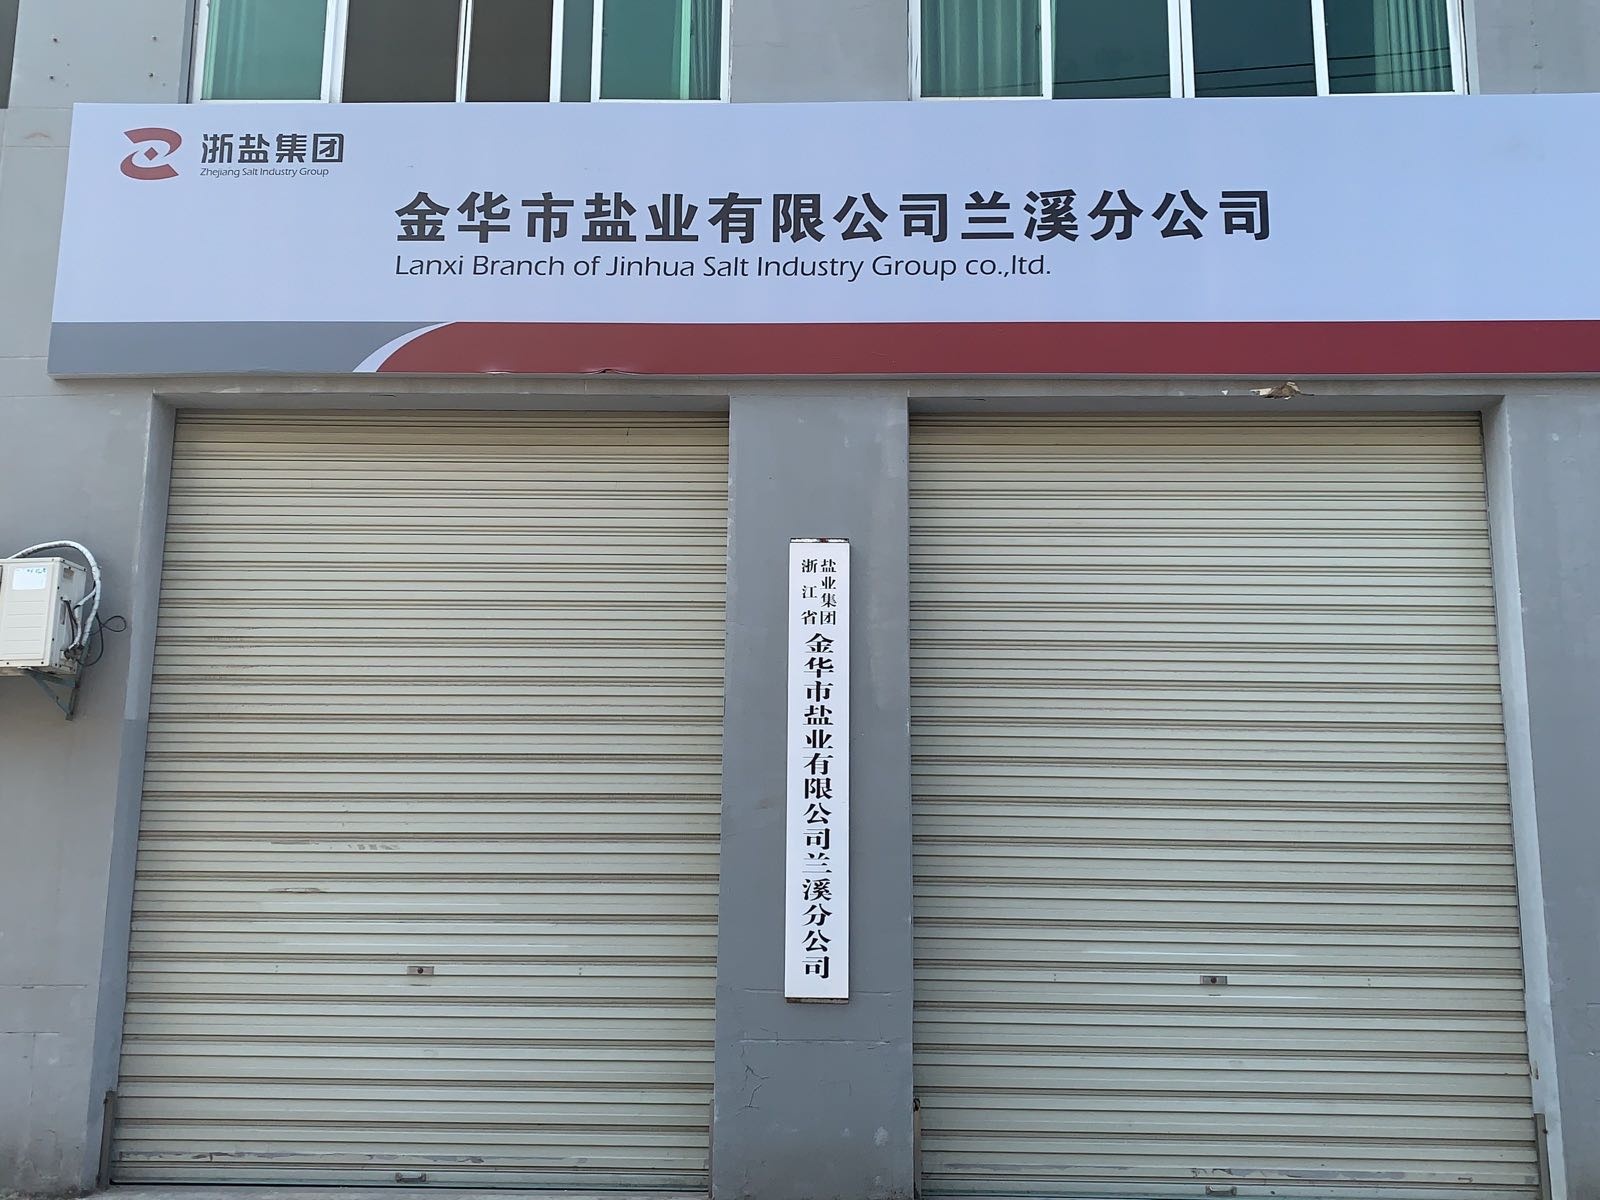 浙盐集团
Zhejiang Salt Industry Group
金华市盐业有限公司兰溪分公司
Lanxi Branch of Jinhua Salt Industry Group co.,ltd.
浙江省
盐业集团
金华市盐业有限公司兰溪分公司